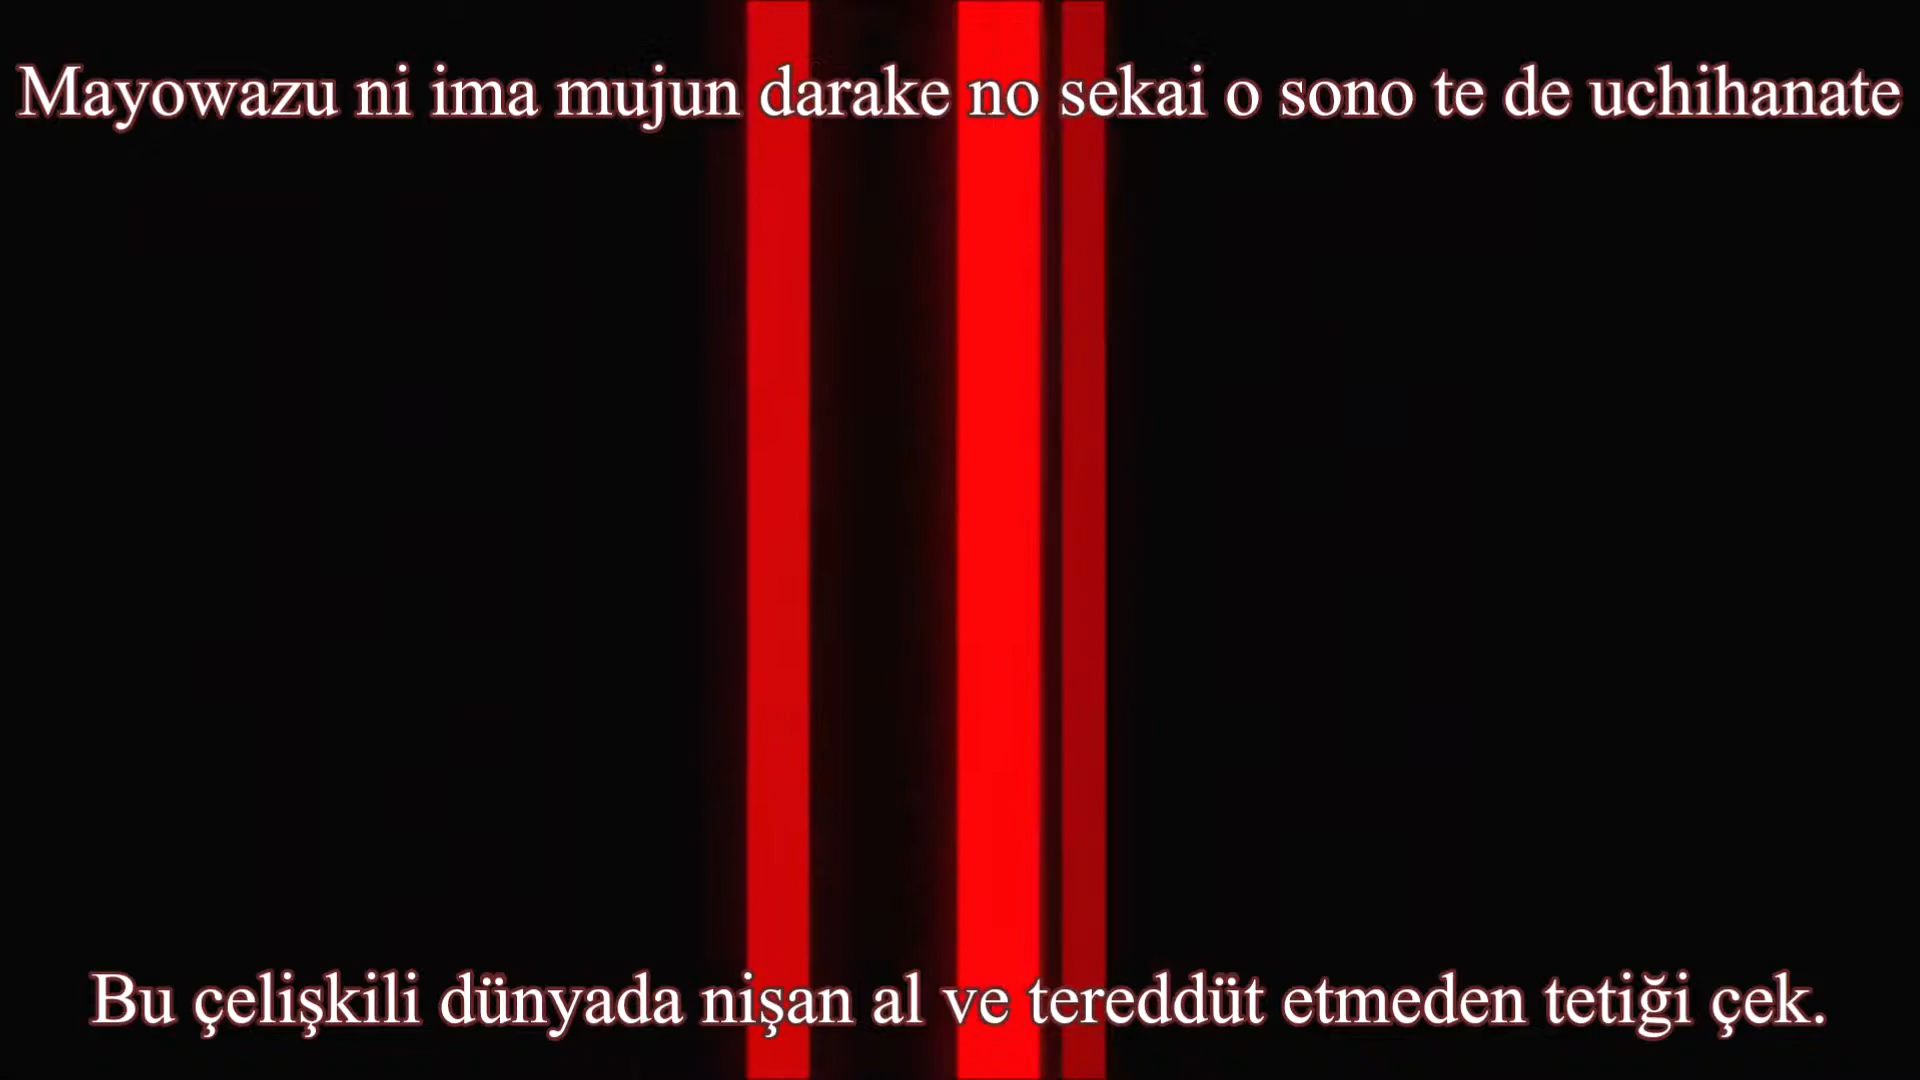 Mayowazu ni ima mujun darake no sekai o sono te de uchihanate
Bu çelişkili dünyada nişan al ve tereddüt etmeden tetiği çek.